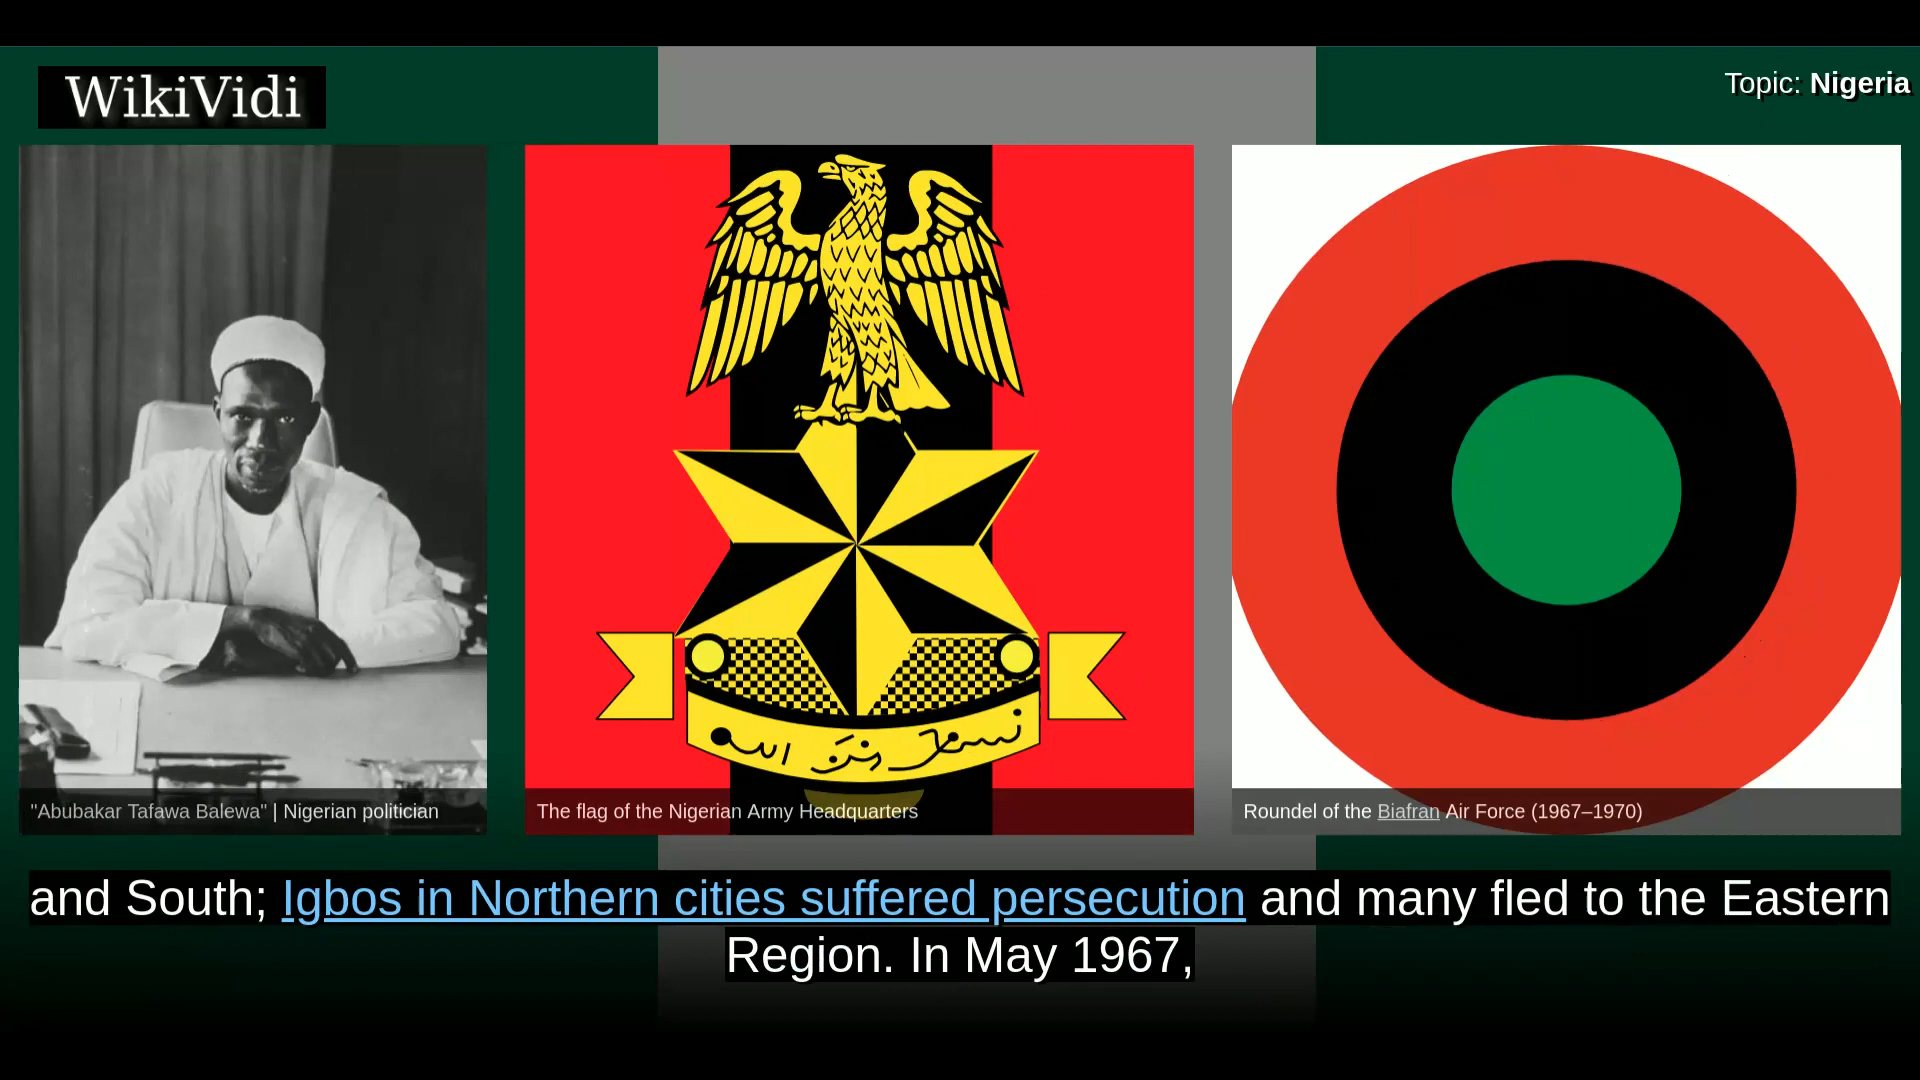 WikiVidi
Topic: Nigeria
"Abubakar Tafawa Balewa" | Nigerian politician
The flag of the Nigerian Army Headquarters
Roundel of the Biafran Air Force (1967–1970)
and South; Igbos in Northern cities suffered persecution and many fled to the Eastern
Region. In May 1967,